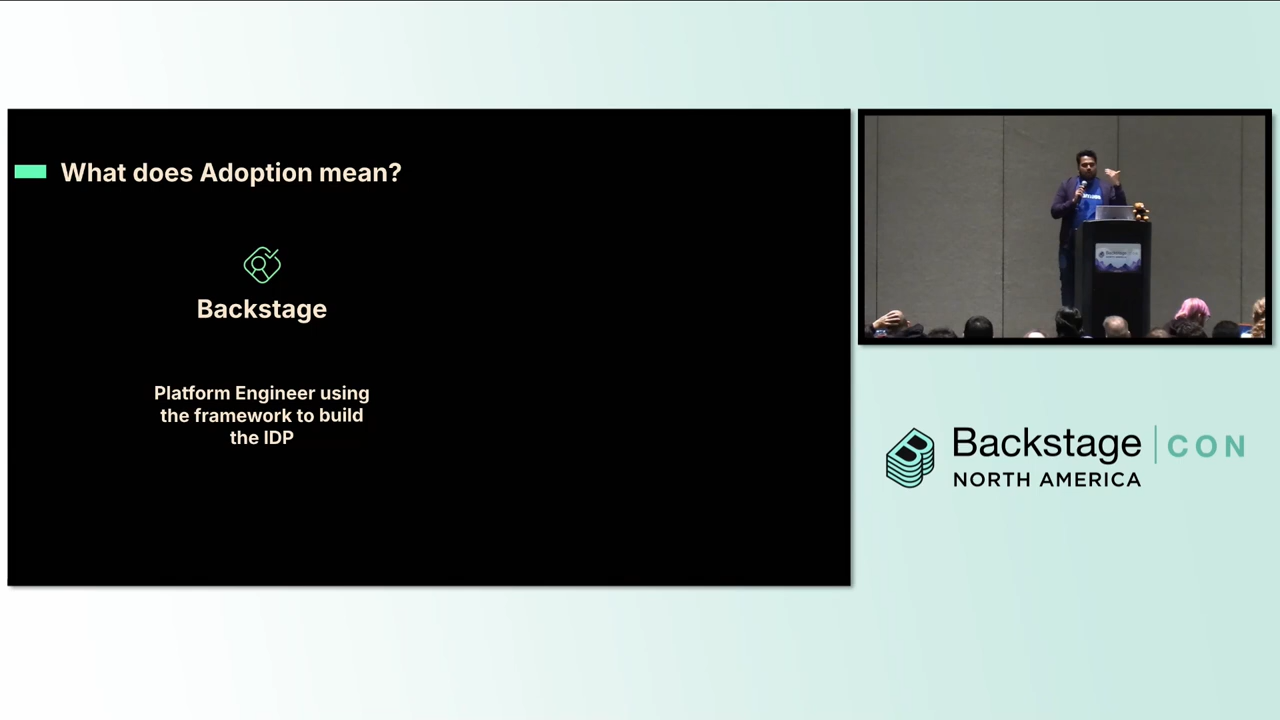 What does Adoption mean?
Backstage
Platform Engineer using
the framework to build
the IDP
Backstage | CON
NORTH AMERICA